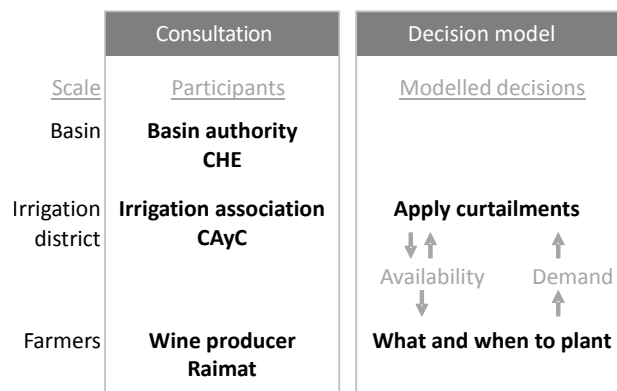 Consultation Decision model
Scale Participants Modelled decisions
Basin Basin authority
CHE
Irrigation Irrigation association Apply curtailments
district CAyC
Availability Demand
Farmers Wine producer What and when to plant
Raimat